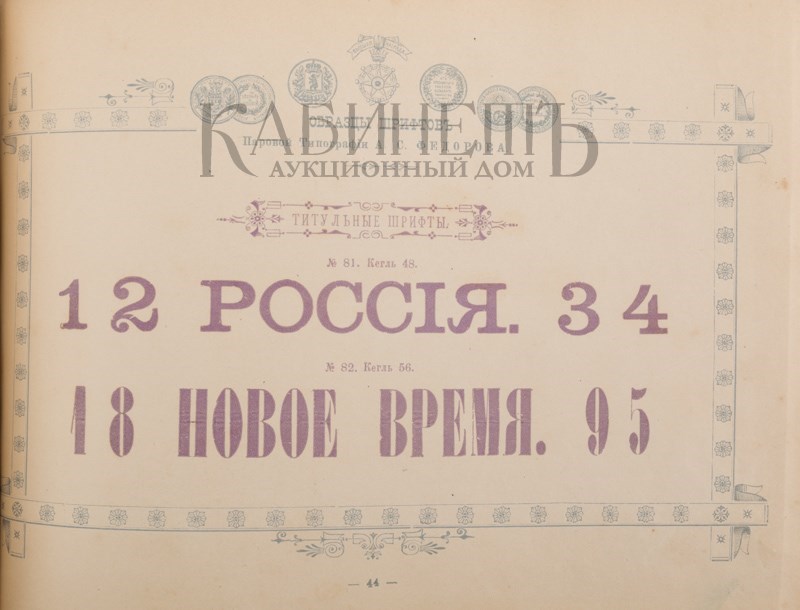 ОБРАЗЦЫ ШРИФТОВЪ
Паровой Типографіи А. С. ФЕДОРОВА
КАБИНЕТЪ
АУКЦИОННЫЙ ДОМ
ТИТУЛЬНЫЕ ШРИФТЫ.
№ 81. Кегль 48.
12 РОССІЯ. 34
№ 82. Кегль 56.
18 НОВОЕ ВРЕМЯ. 95
— 44 —